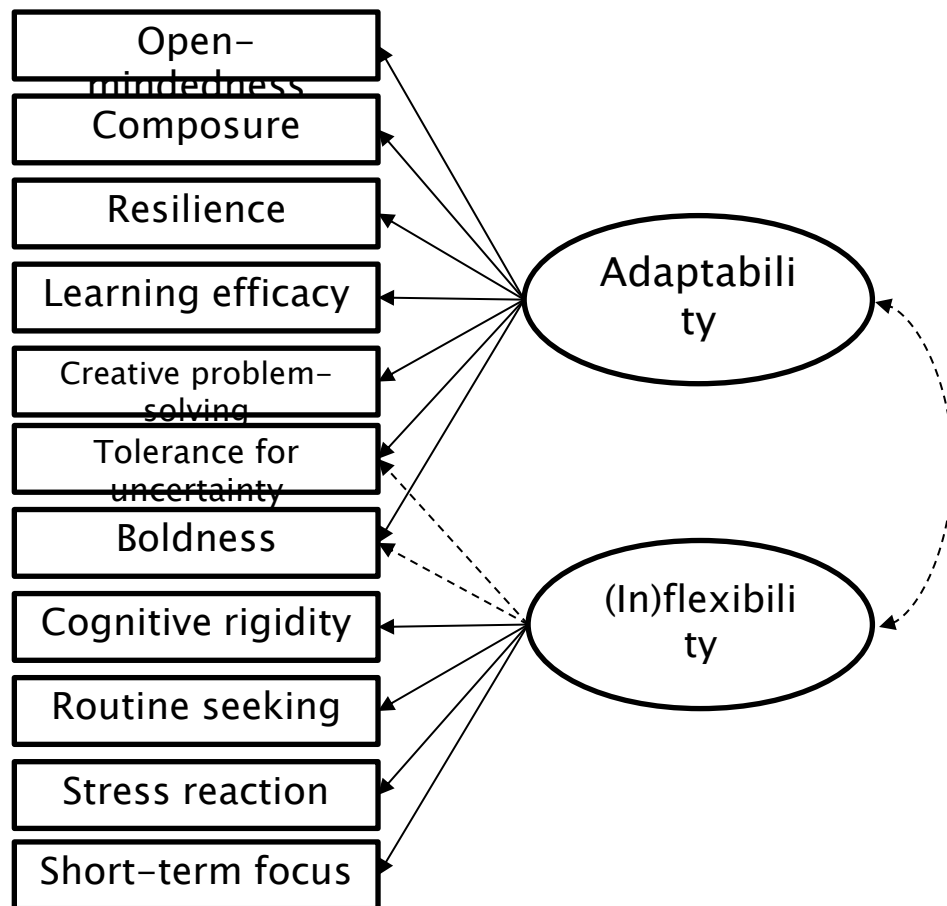 Open-
mindedness
Composure
Resilience
Learning efficacy
Creative problem-
solving
Tolerance for
uncertainty
Boldness
Cognitive rigidity
Routine seeking
Stress reaction
Short-term focus
Adaptabili
ty
(In)flexibili
ty